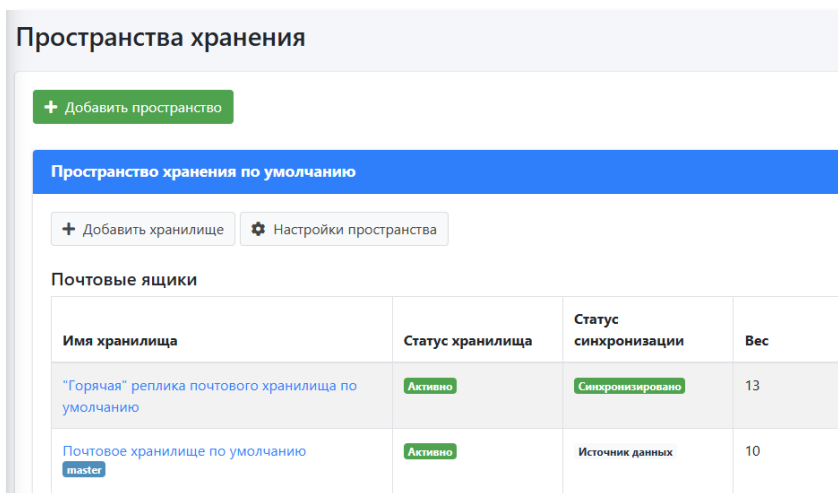 Пространства хранения
Добавить пространство
Пространство хранения по умолчанию
Добавить хранилище
Настройки пространства
Почтовые ящики
Имя хранилища
Статус хранилища
Статус
синхронизации
Вес
"Горячая" реплика почтового хранилища по
умолчанию
Активно
Синхронизировано
13
Почтовое хранилище по умолчанию
master
Активно
Источник данных
10